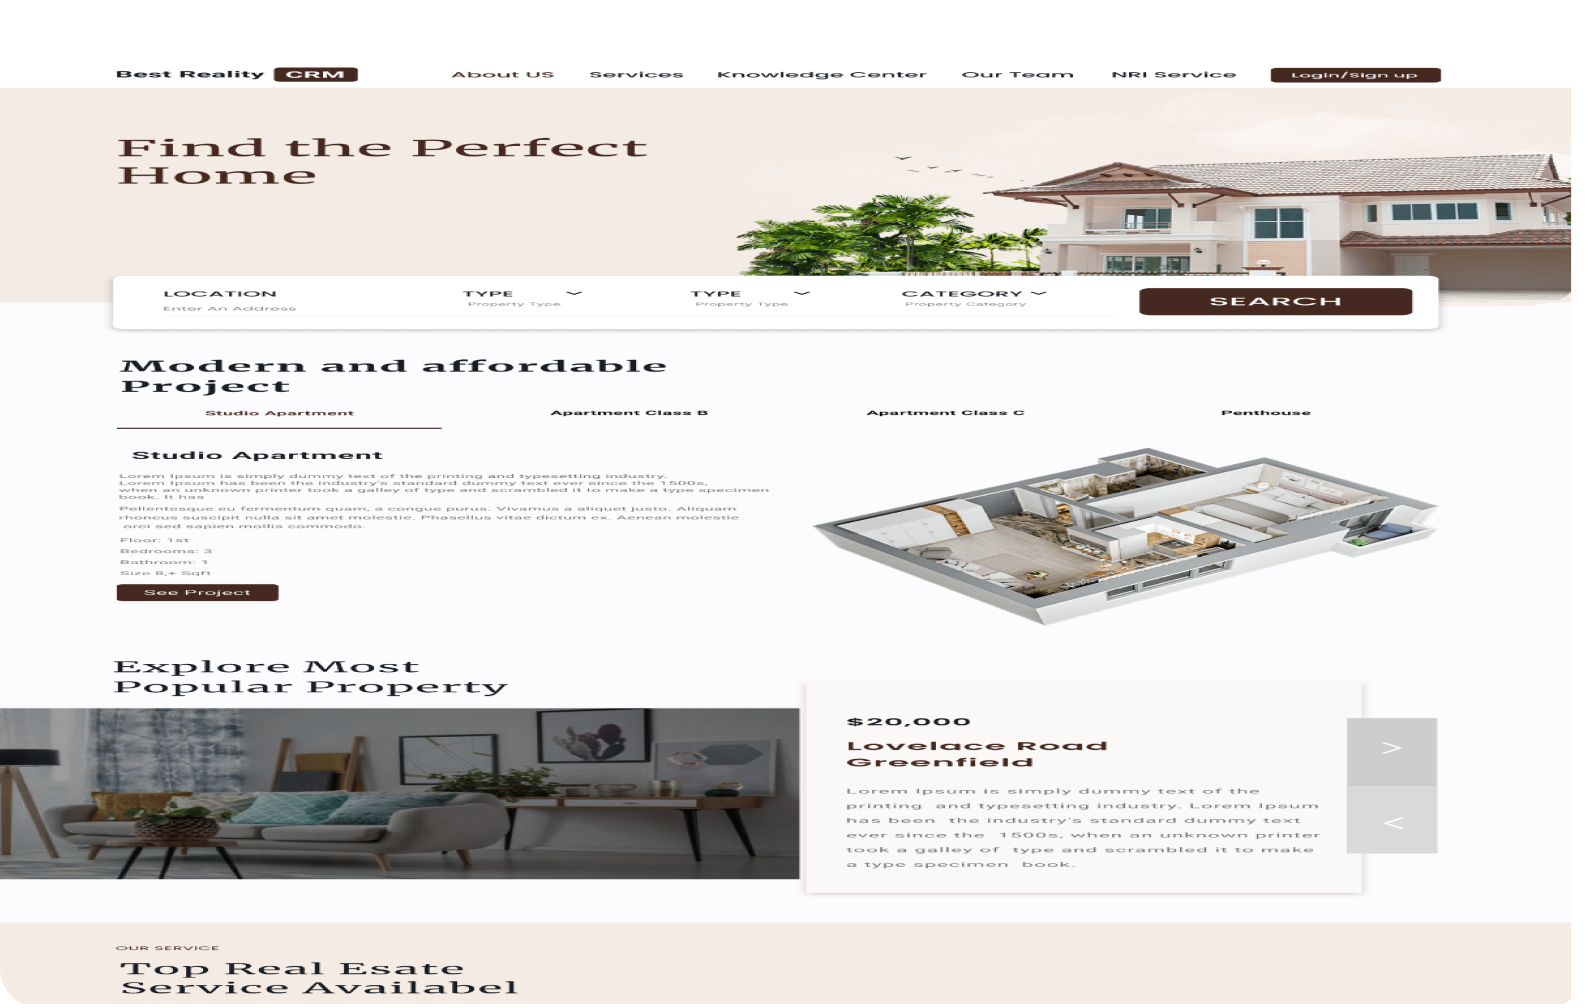 Best Reality CRM
About US
Services
Knowledge Center
Our Team
NRI Service
Login/Sign up
Find the Perfect
Home
LOCATION
Enter An Address
TYPE
Property Type
TYPE
Property Type
CATEGORY
Property Category
SEARCH
Modern and affordable
Project
Studio Apartment
Apartment Class B
Apartment Class C
Penthouse
Studio Apartment
Lorem Ipsum is simply dummy text of the printing and typesetting industry.
Lorem Ipsum has been the industry's standard dummy text ever since the 1500s,
when an unknown printer took a galley of type and scrambled it to make a type specimen
book. It has
Pellentesque eu fermentum quam, a congue purus. Vivamus a aliquet justo. Aliquam
rhoncus suscipit nulla sit amet molestie. Phasellus vitae dictum ex. Aenean molestie
orci sed sapien mollis commodo.
Floor: 1st
Bedrooms: 3
Bathroom: 1
Size 8,+ Sqft
See Project
Explore Most
Popular Property
$20,000
Lovelace Road
Greenfield
Lorem Ipsum is simply dummy text of the
printing and typesetting industry. Lorem Ipsum
has been the industry's standard dummy text
ever since the 1500s, when an unknown printer
took a galley of type and scrambled it to make
a type specimen book.
>
<
OUR SERVICE
Top Real Esate
Service Availabel